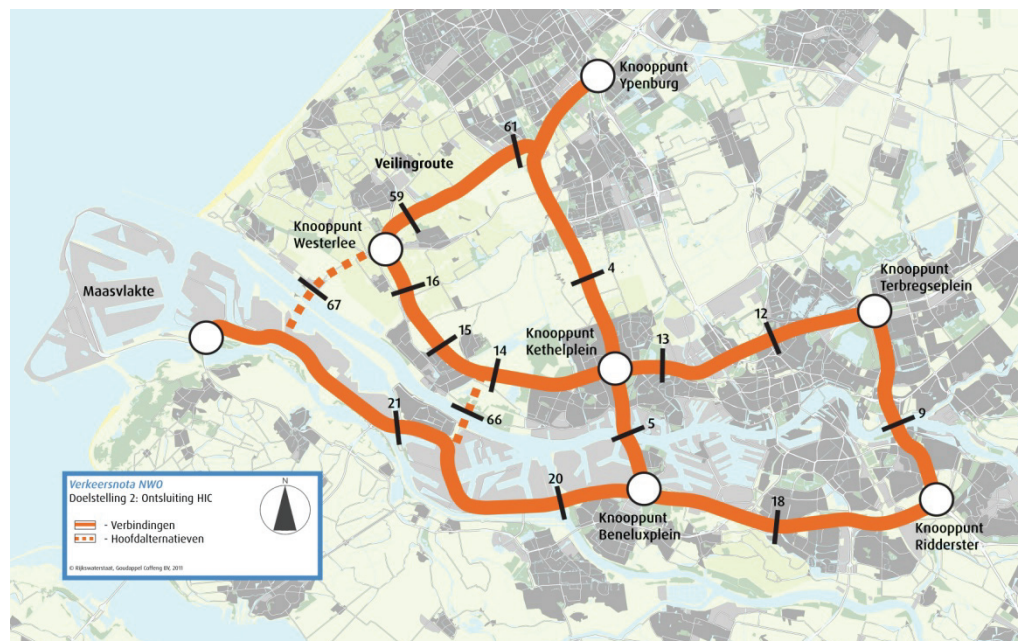 Knooppunt
Ypenburg
61
Veilingroute
59
Knooppunt
Westerlee
4
16
Knooppunt
Terbregseplein
Maasvlakte
67
12
15
Knooppunt
Kethelplein
13
14
21
66
5
9
Verkeersnota NWO
Doelstelling 2: Ontsluiting HIC
N
- Verbindingen
- Hoofdalternatieven
© Rijkswaterstaat, Goudappel Coffeng BV, 2011
20
18
Knooppunt
Beneluxplein
Knooppunt
Ridderster